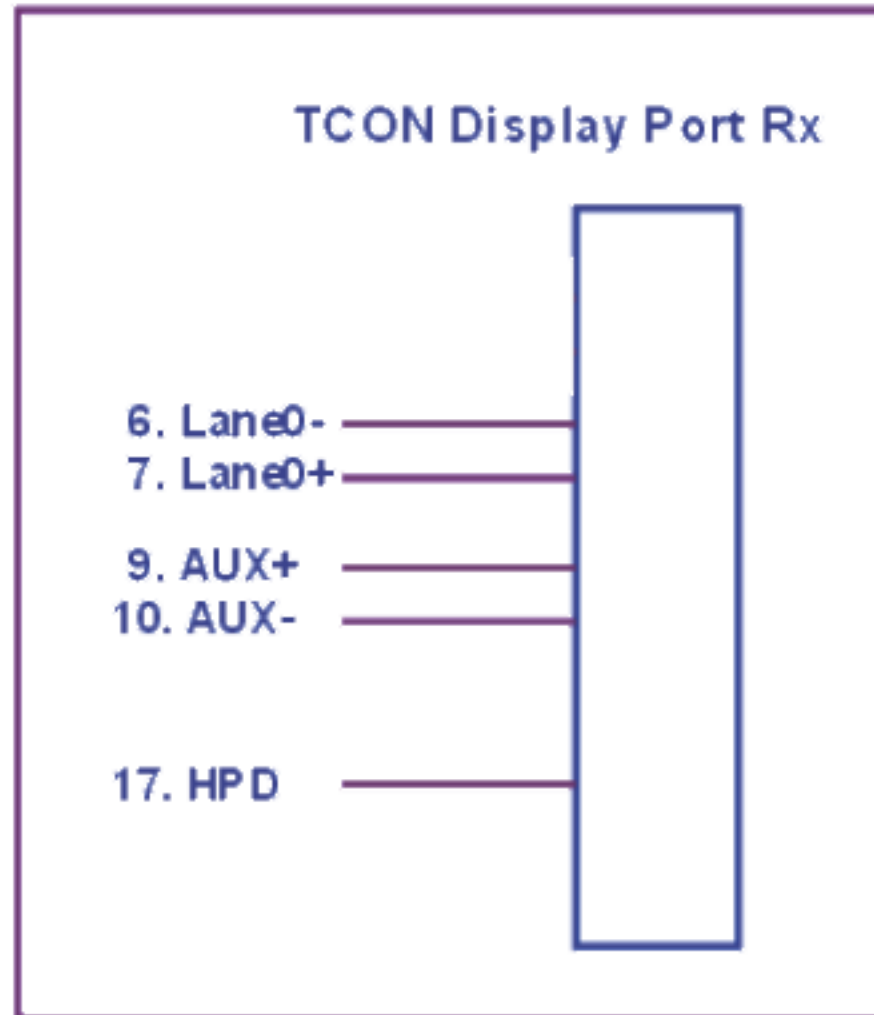 TCON Display Port Rx
6. Lane0-
7. Lane0+
9. AUX+
10. AUX-
17. HPD